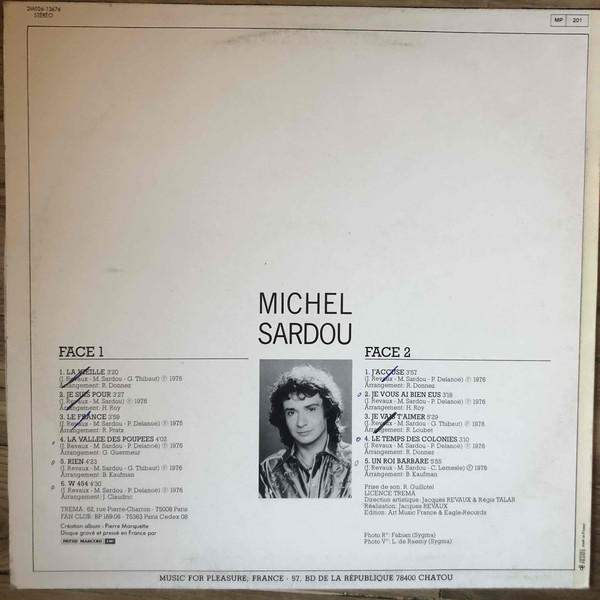 2M026-13676
STÉRÉO
MP 201
MICHEL
SARDOU
FACE 1
1. LA VIEILLE 3'20
(J. Revaux - M. Sardou - G. Thibaut) Ⓟ 1976
Arrangement: R. Donnez
2. JE SUIS POUR 3'27
(J. Revaux - M. Sardou) Ⓟ 1976
Arrangement: H. Roy
3. LE FRANCE 3'59
(J. Revaux - M. Sardou - P. Delanoë) Ⓟ 1975
Arrangement: R. Pratx
4. LA VALLEE DES POUPEES 4'02
(J. Revaux - M. Sardou - P. Delanoë) Ⓟ 1975
Arrangement: G. Guermeur
5. RIEN 4'23
(J. Revaux - M. Sardou - G. Thibaut) Ⓟ 1976
Arrangement: B. Kaufman
6. W 454 4'30
(J. Revaux - M. Sardou - P. Delanoë) Ⓟ 1976
Arrangement: J. Claudric
TREMA: 62, rue Pierre-Charron - 75008 Paris
FAN CLUB: BP 169.08 - 75363 Paris Cedex 08
Création album - Pierre Marquette
Disque gravé et pressé en France par
PATHE MARCONI EMI
FACE 2
1. J'ACCUSE 3'57
(J. Revaux - M. Sardou - P. Delanoë) Ⓟ 1976
Arrangement: R. Donnez
2. JE VOUS AI BIEN EUS 3'18
(J. Revaux - M. Sardou - P. Delanoë) Ⓟ 1976
Arrangement: H. Roy
3. JE VAIS T'AIMER 5'29
(J. Revaux - M. Sardou - G. Thibaut) Ⓟ 1976
Arrangement: R. Loubet
4. LE TEMPS DES COLONIES 3'10
(J. Revaux - M. Sardou - P. Delanoë) Ⓟ 1976
Arrangement: R. Donnez
5. UN ROI BARBARE 5'55
(J. Revaux - M. Sardou - C. Lemesle) Ⓟ 1976
Arrangement: B. Kaufman
Prise de son: R. Guillotel
LICENCE TREMA
Direction artistique: Jacques REVAUX & Régis TALAR
Réalisation: Jacques REVAUX
Edition: Art Music France & Eagle-Records
Photo R°: Fabian (Sygma)
Photo V°: L. de Raemy (Sygma)
MUSIC FOR PLEASURE, FRANCE - 57, BD DE LA RÉPUBLIQUE 78400 CHATOU